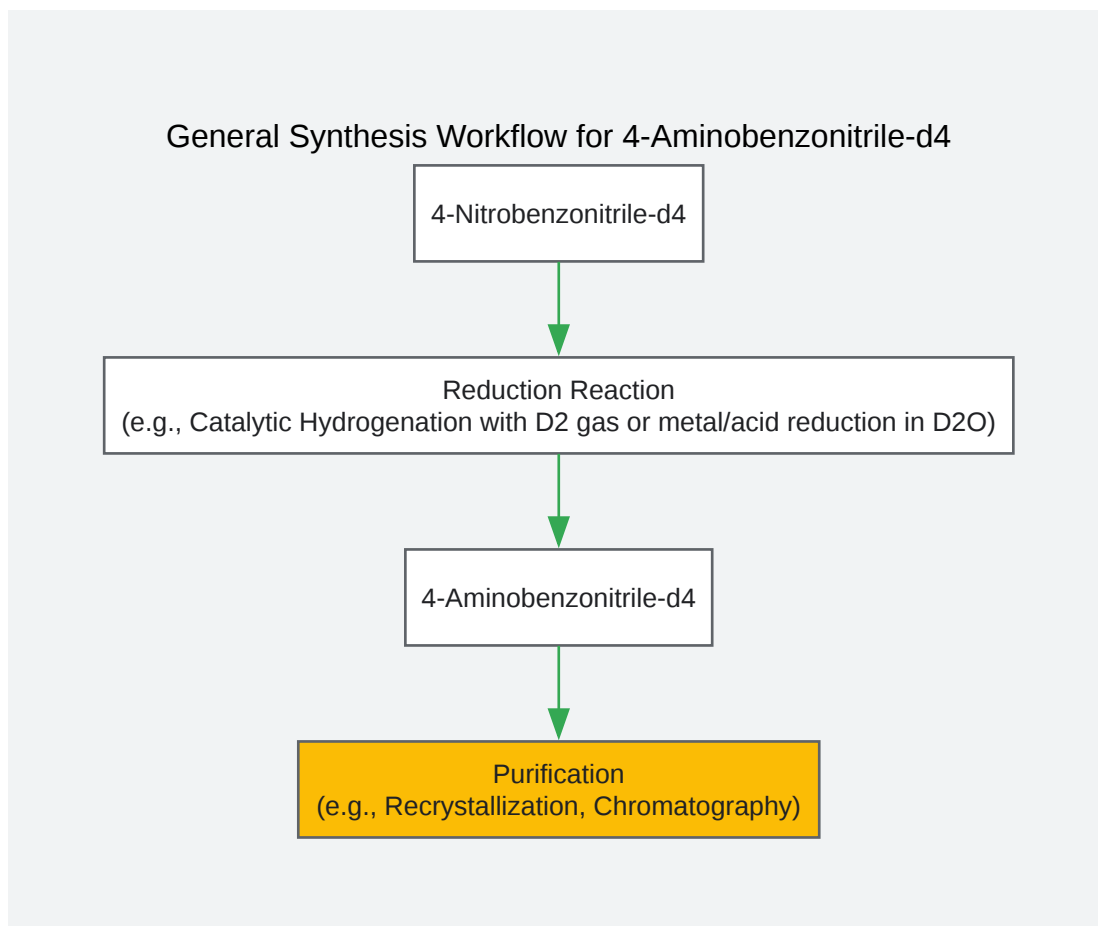 General Synthesis Workflow for 4-Aminobenzonitrile-d4
4-Nitrobenzonitrile-d4
Reduction Reaction
(e.g., Catalytic Hydrogenation with D2 gas or metal/acid reduction in D2O)
4-Aminobenzonitrile-d4
Purification
(e.g., Recrystallization, Chromatography)